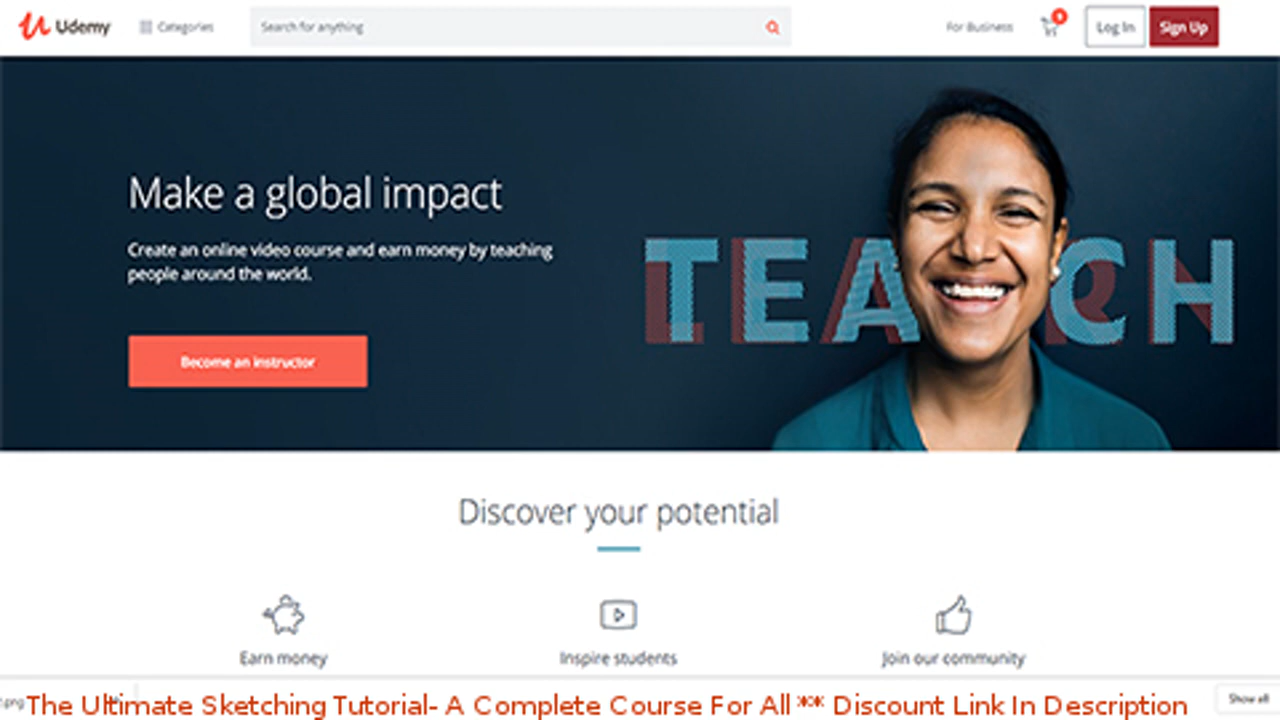 Udemy
Categories
Search for anything
For Business
Log In
Sign Up
Make a global impact
Create an online video course and earn money by teaching
people around the world.
TEACH
Become an instructor
Discover your potential
Earn money
Inspire students
Join our community
The Ultimate Sketching Tutorial- A Complete Course For All ** Discount Link In Description
Show all